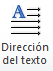 A
Dirección
del texto